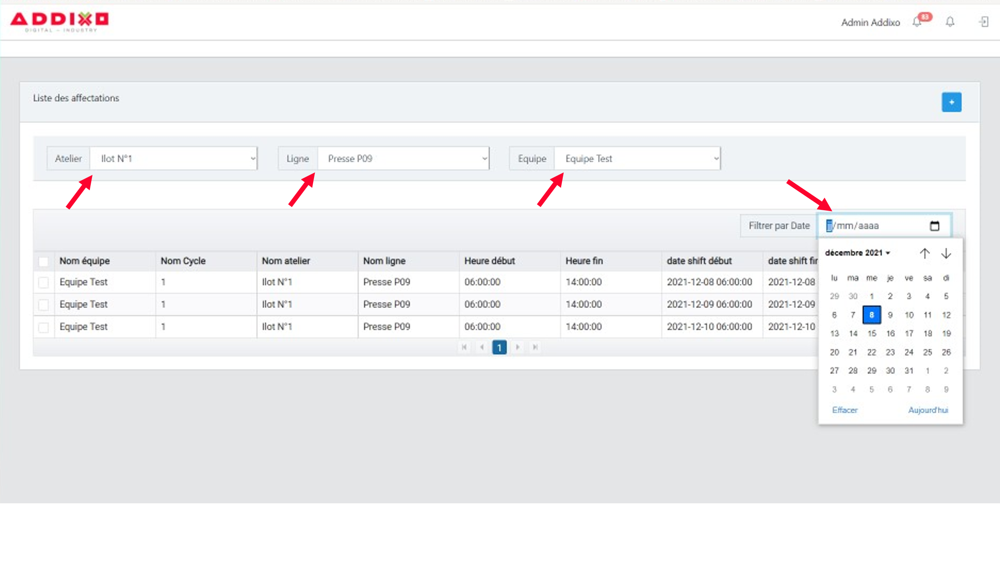 ADDIXO
DIGITAL – INDUSTRY
Admin Addixo
83
Liste des affectations
+
Atelier Ilot N°1 Ligne Presse P09 Equipe Equipe Test
Filtrer par Date /mm/aaaa
Nom équipe Nom Cycle Nom atelier Nom ligne Heure début Heure fin date shift début date shift fin
Equipe Test 1 Ilot N°1 Presse P09 06:00:00 14:00:00 2021-12-08 06:00:00 2021-12-08
Equipe Test 1 Ilot N°1 Presse P09 06:00:00 14:00:00 2021-12-09 06:00:00 2021-12-09
Equipe Test 1 Ilot N°1 Presse P09 06:00:00 14:00:00 2021-12-10 06:00:00 2021-12-10
1
décembre 2021
lu ma me je ve sa di
29 30 1 2 3 4 5
6 7 8 9 10 11 12
13 14 15 16 17 18 19
20 21 22 23 24 25 26
27 28 29 30 31 1 2
3 4 5 6 7 8 9
Effacer Aujourd'hui